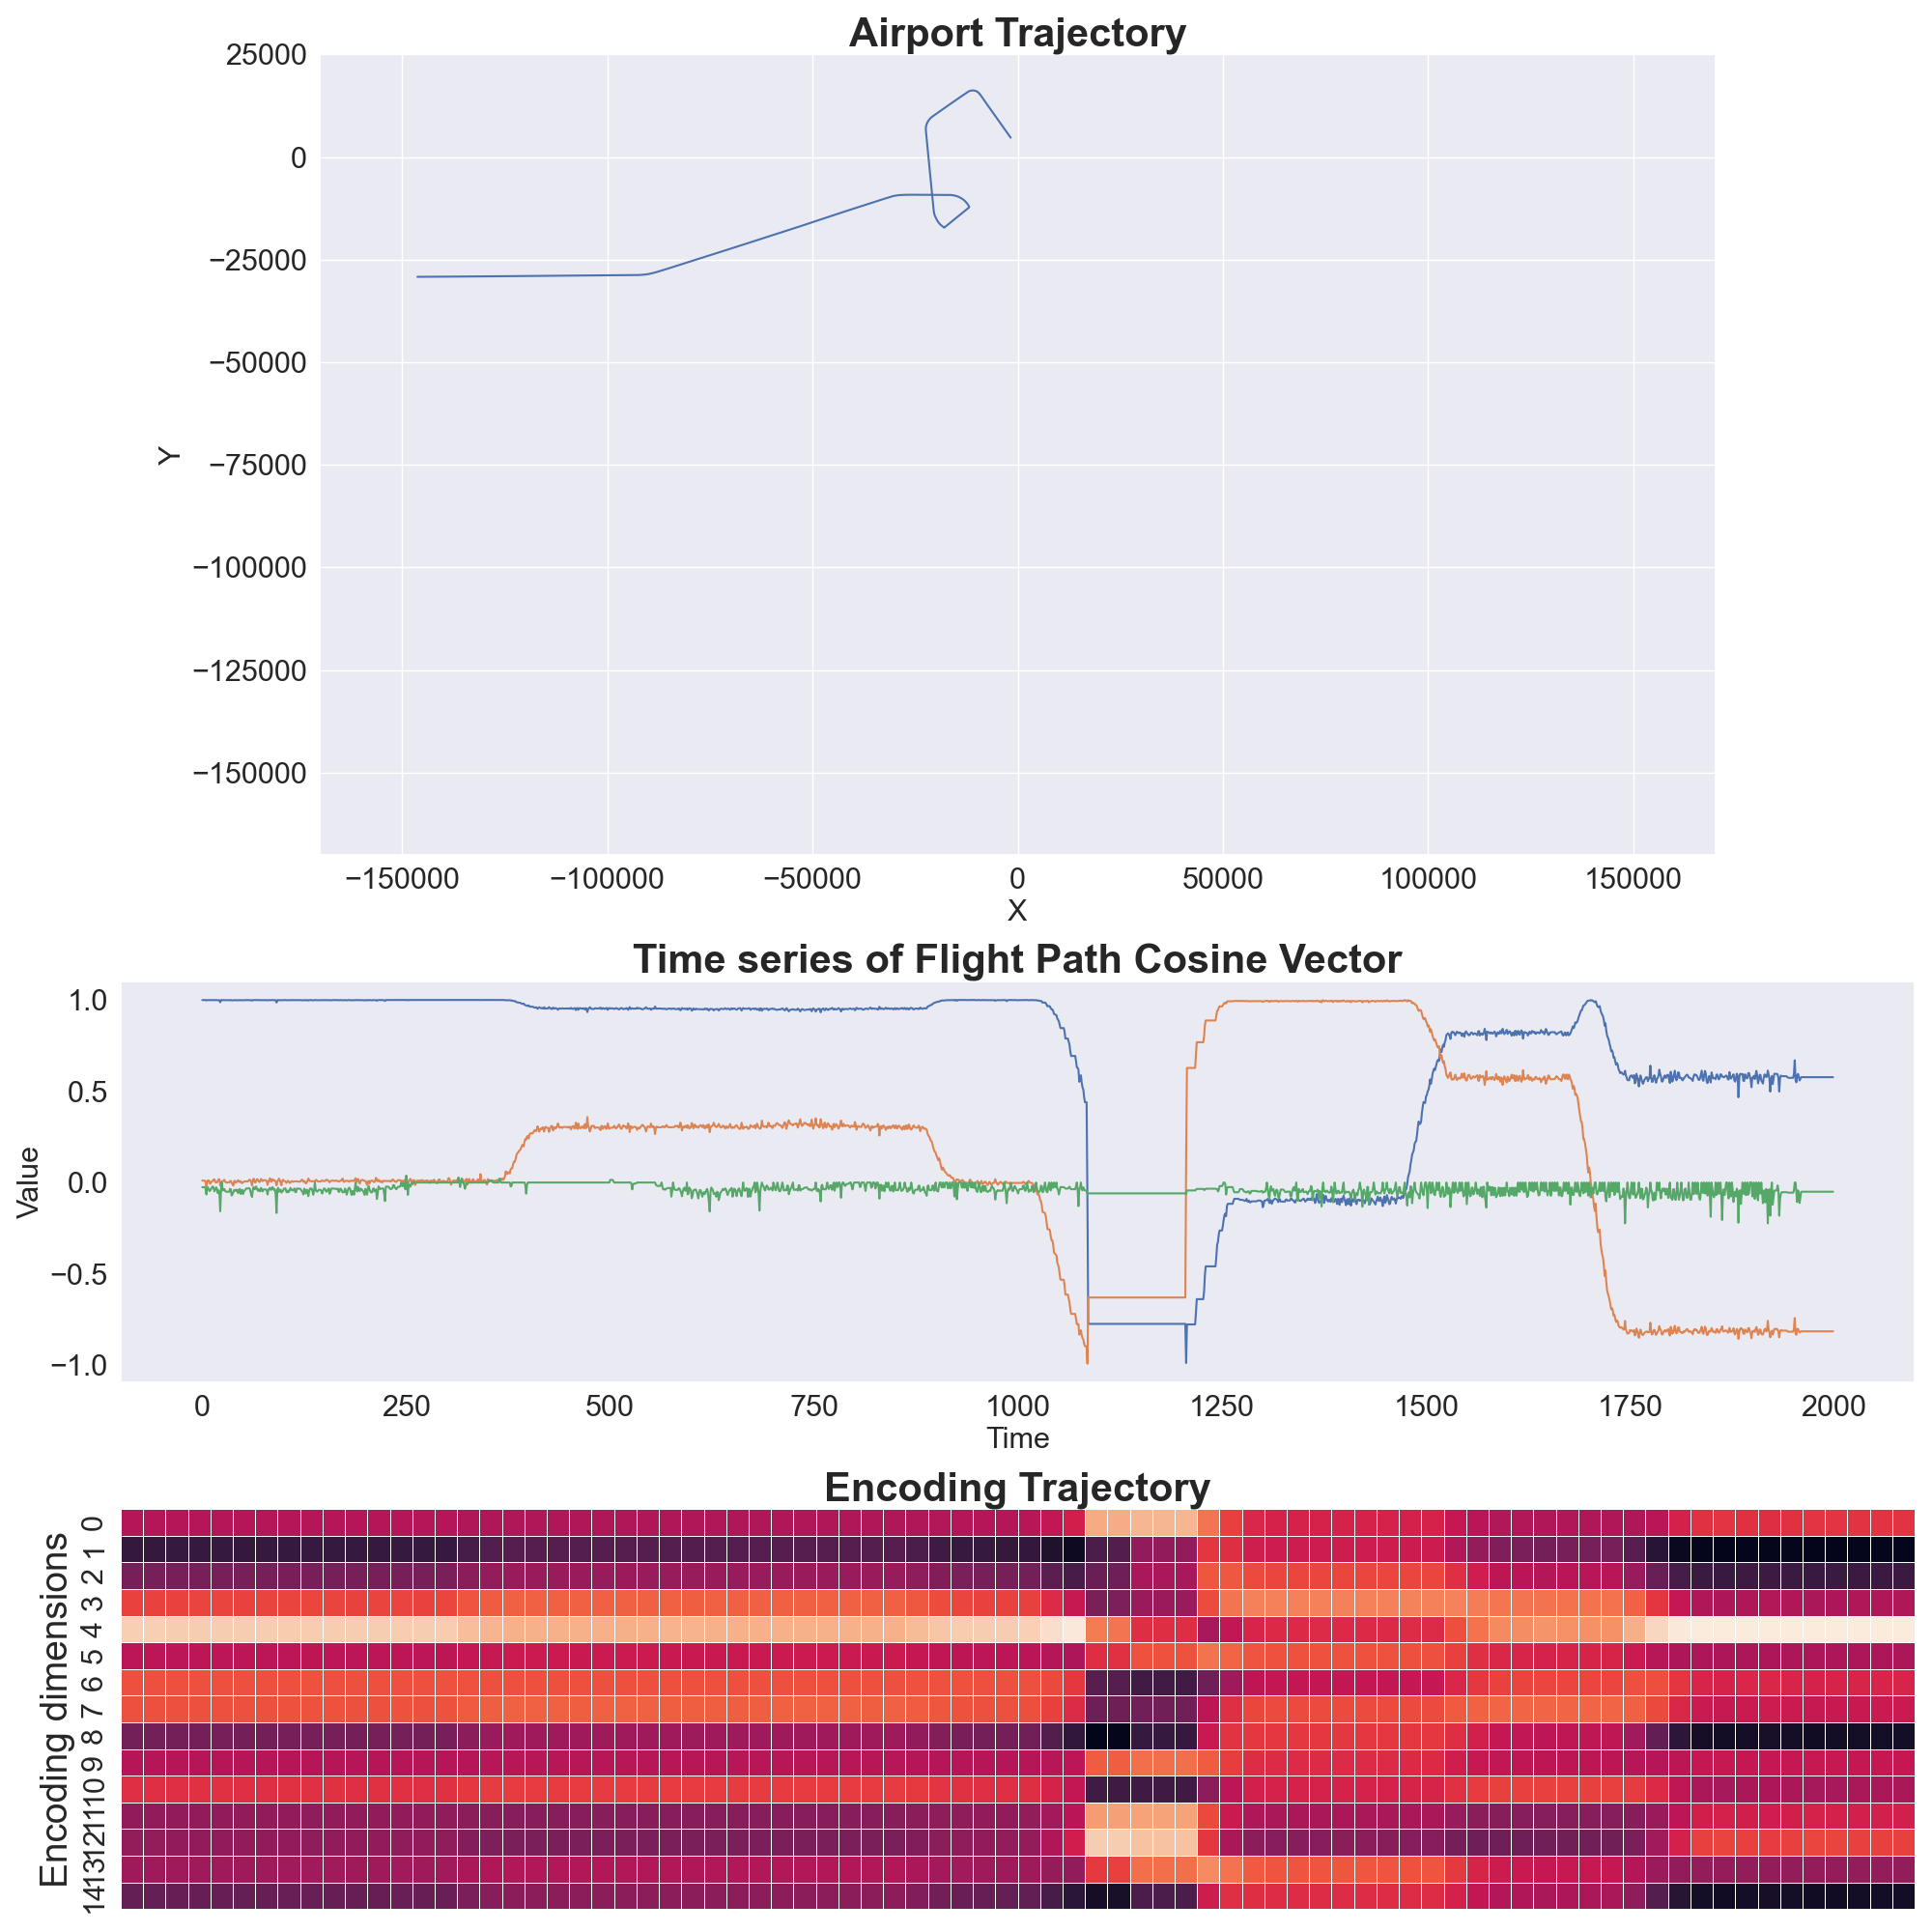 Airport Trajectory
25000
0
−25000
−50000
−75000
−100000
−125000
−150000
Y
−150000 −100000 −50000 0 50000 100000 150000
X
Time series of Flight Path Cosine Vector
1.0
0.5
0.0
−0.5
−1.0
Value
0 250 500 750 1000 1250 1500 1750 2000
Time
Encoding Trajectory
Encoding dimensions
0
1
2
3
4
5
6
7
8
9
10
11
12
13
14